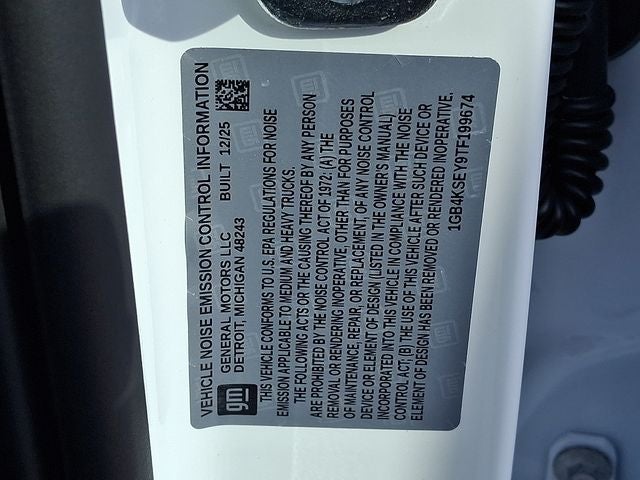 VEHICLE NOISE EMISSION CONTROL INFORMATION
gm
GENERAL MOTORS LLC BUILT 12/25
DETROIT, MICHIGAN 48243
THIS VEHICLE CONFORMS TO U.S. EPA REGULATIONS FOR NOISE
EMISSION APPLICABLE TO MEDIUM AND HEAVY TRUCKS.
THE FOLLOWING ACTS OR THE CAUSING THEREOF BY ANY PERSON
ARE PROHIBITED BY THE NOISE CONTROL ACT OF 1972: (A) THE
REMOVAL OR RENDERING INOPERATIVE, OTHER THAN FOR PURPOSES
OF MAINTENANCE, REPAIR, OR REPLACEMENT, OF ANY NOISE CONTROL
DEVICE OR ELEMENT OF DESIGN (LISTED IN THE OWNER'S MANUAL)
INCORPORATED INTO THIS VEHICLE IN COMPLIANCE WITH THE NOISE
CONTROL ACT; (B) THE USE OF THIS VEHICLE AFTER SUCH DEVICE OR
ELEMENT OF DESIGN HAS BEEN REMOVED OR RENDERED INOPERATIVE.
1GB4KSEY9TF199674